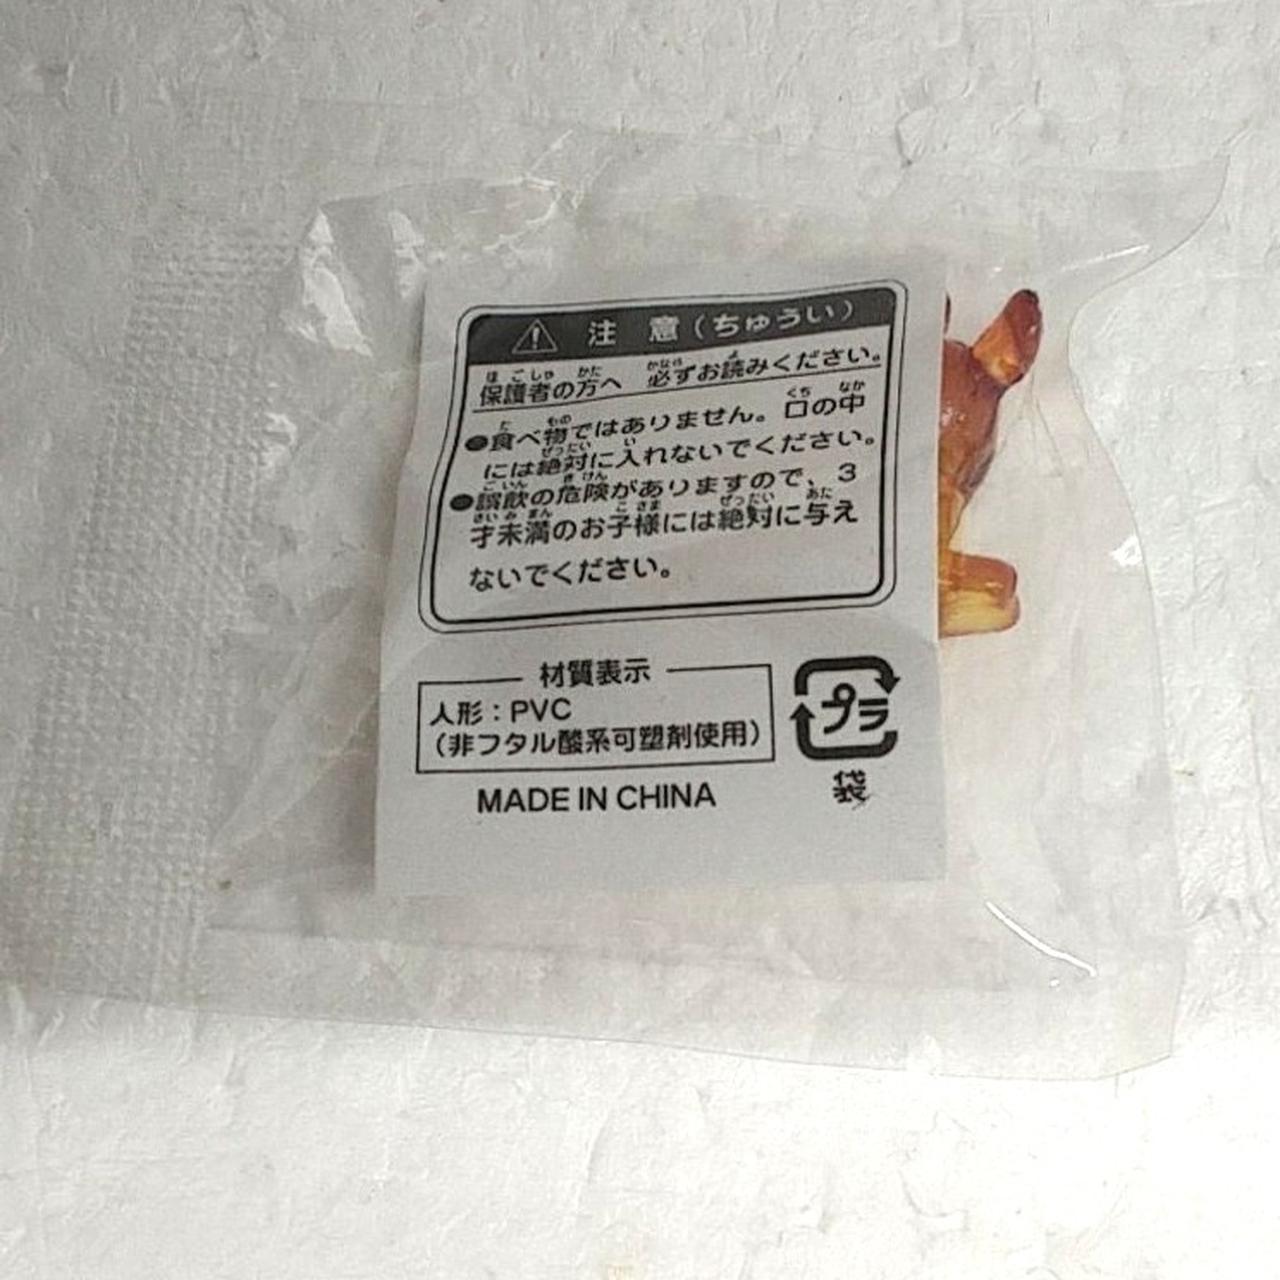 注 意(ちゅうい)
保護者の方へ 必ずお読みください。
●食べ物ではありません。口の中
には絶対に入れないでください。
●誤飲の危険がありますので、3
才未満のお子様には絶対に与え
ないでください。
材質表示
人形:PVC
(非フタル酸系可塑剤使用)
MADE IN CHINA
プラ
袋